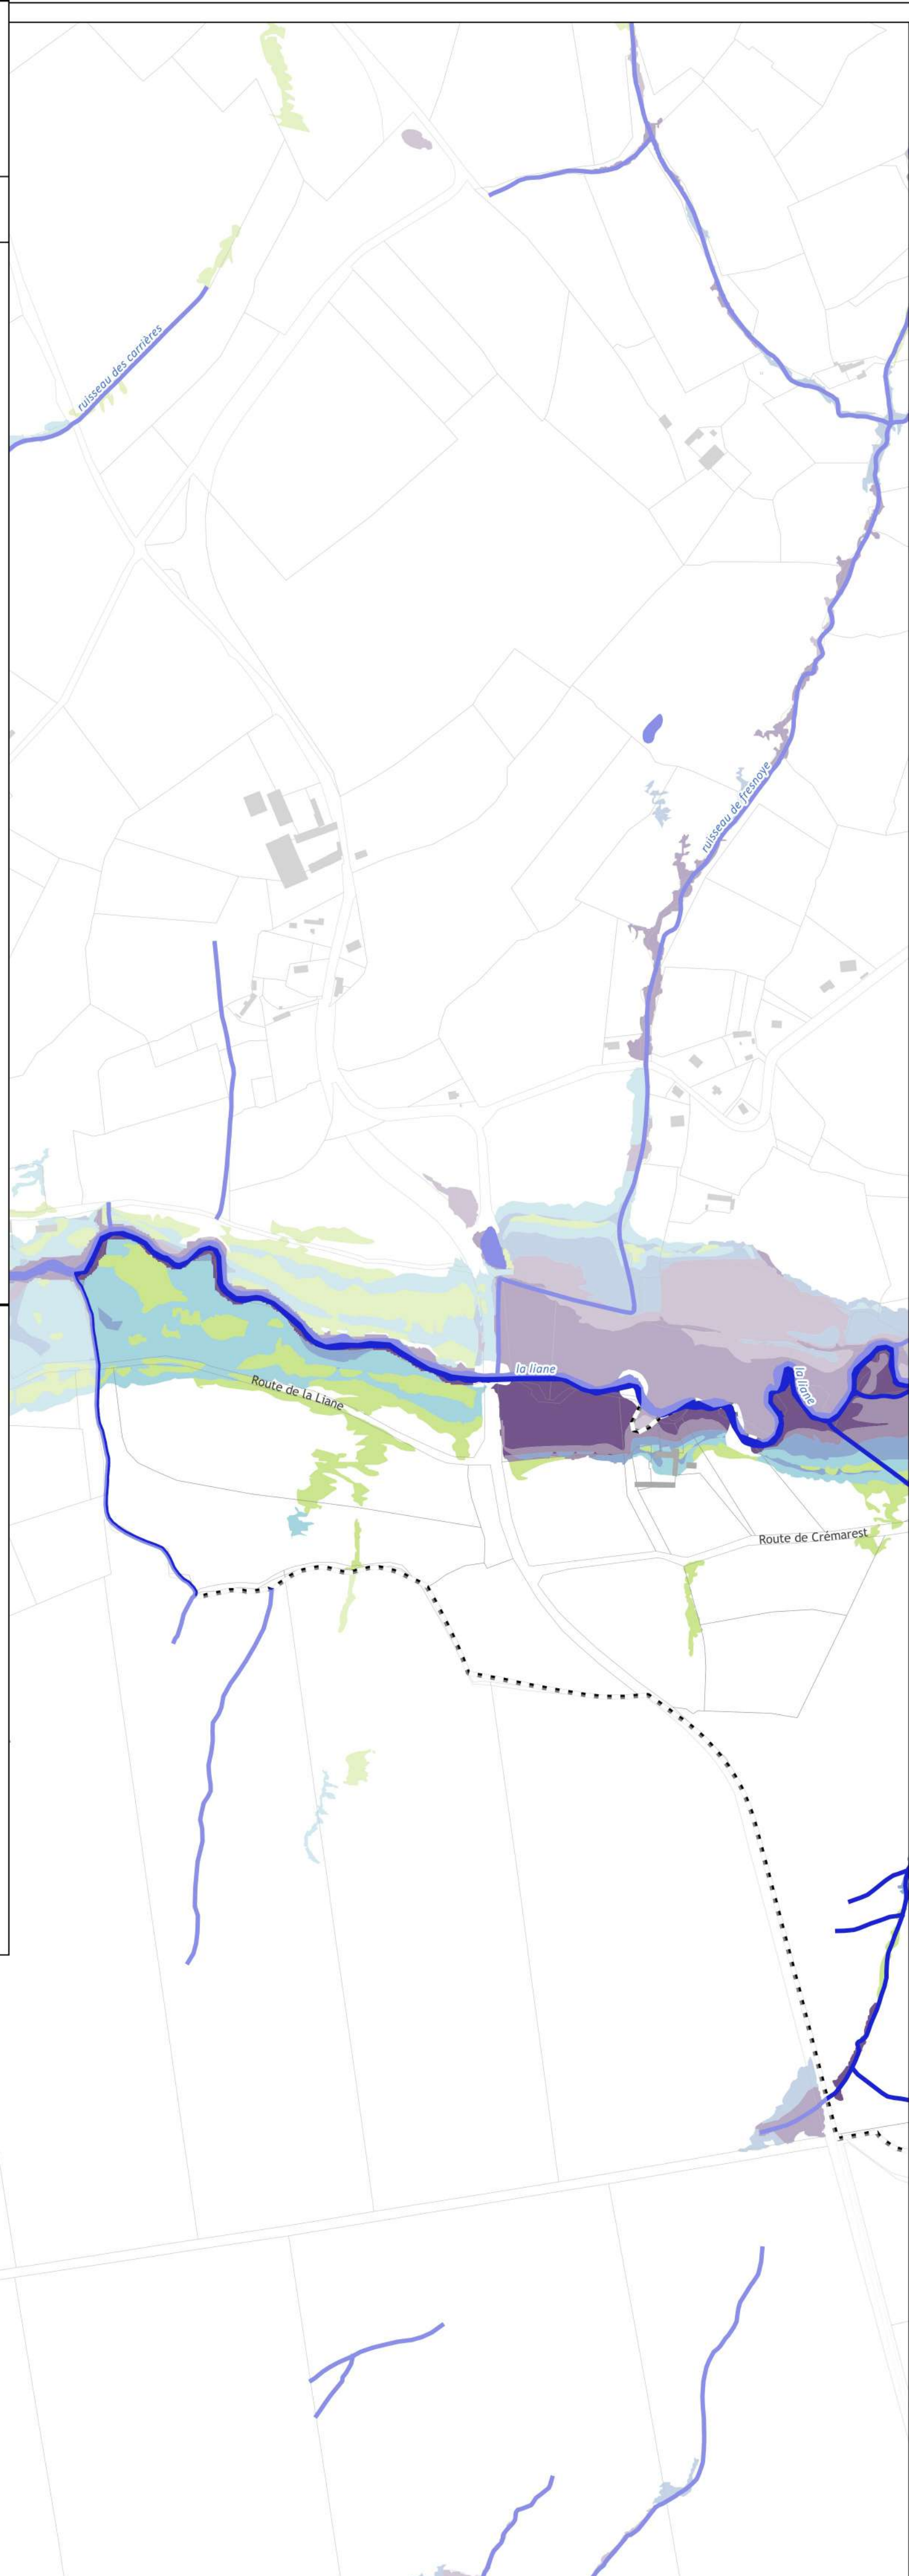 ruisseau des carrières
ruisseau de fresnoye
la liane
la liane
Route de la Liane
Route de Crémarest